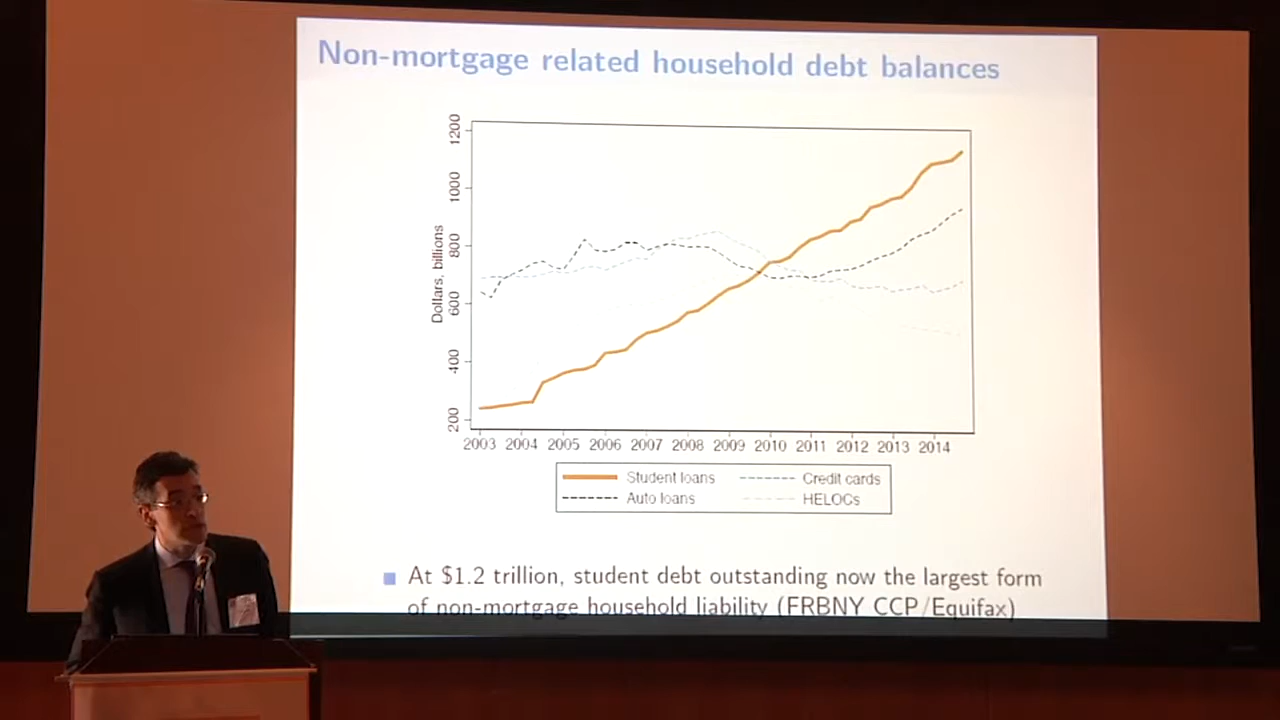 Non-mortgage related household debt balances
1200
1000
800
600
400
200
Dollars, billions
2003 2004 2005 2006 2007 2008 2009 2010 2011 2012 2013 2014
Student loans
Credit cards
Auto loans
HELOCs
At $1.2 trillion, student debt outstanding now the largest form
of non-mortgage household liability (FRBNY CCP/Equifax)